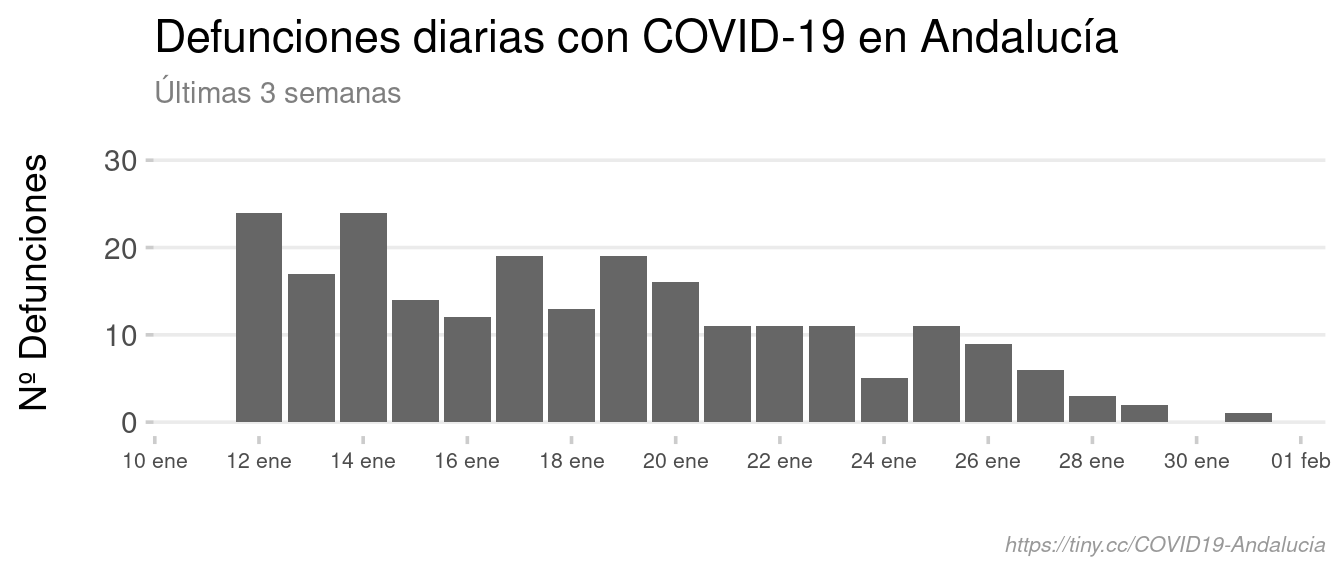 Defunciones diarias con COVID-19 en Andalucía
Últimas 3 semanas
Nº Defunciones
30
20
10
0
10 ene 12 ene 14 ene 16 ene 18 ene 20 ene 22 ene 24 ene 26 ene 28 ene 30 ene 01 feb
https://tiny.cc/COVID19-Andalucia